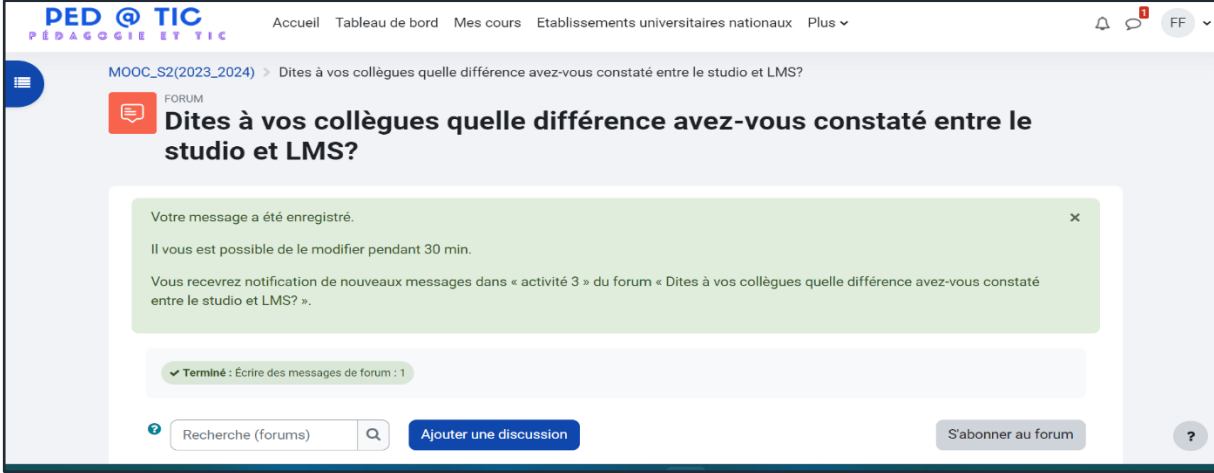 PED @ TIC
PÉDAGOGIE ET TIC
Accueil Tableau de bord Mes cours Etablissements universitaires nationaux Plus
1
FF
MOOC_S2(2023_2024) > Dites à vos collègues quelle différence avez-vous constaté entre le studio et LMS?
FORUM
Dites à vos collègues quelle différence avez-vous constaté entre le
studio et LMS?
Votre message a été enregistré.
×
Il vous est possible de le modifier pendant 30 min.
Vous recevrez notification de nouveaux messages dans « activité 3 » du forum « Dites à vos collègues quelle différence avez-vous constaté
entre le studio et LMS? ».
✔ Terminé : Écrire des messages de forum : 1
? Recherche (forums) Ajouter une discussion S'abonner au forum ?